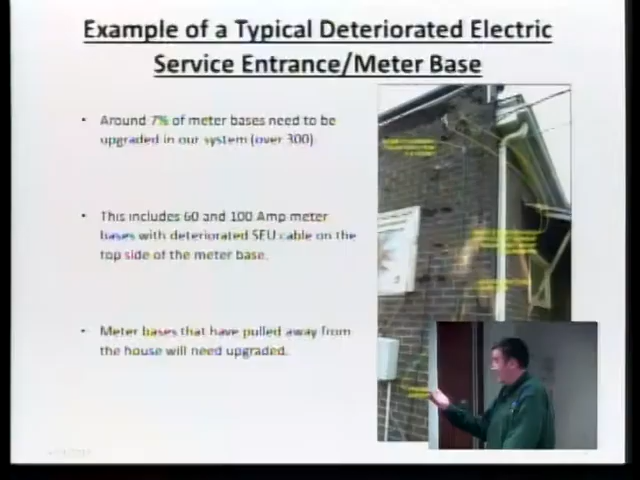 Example of a Typical Deteriorated Electric
Service Entrance/Meter Base
• Around 7% of meter bases need to be
upgraded in our system (over 300)
• This includes 60 and 100 Amp meter
bases with deteriorated SEU cable on the
top side of the meter base.
• Meter bases that have pulled away from
the house will need upgraded.